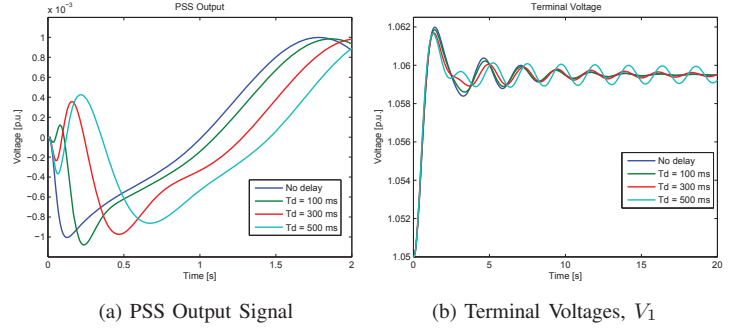 PSS Output
x 10⁻³
1
0.8
0.6
0.4
0.2
0
−0.2
−0.4
−0.6
−0.8
−1
Voltage [p.u.]
0
0.5
1
1.5
2
Time [s]
No delay
Td = 100 ms
Td = 300 ms
Td = 500 ms
(a) PSS Output Signal
Terminal Voltage
1.062
1.06
1.058
1.056
1.054
1.052
1.05
Voltage [p.u.]
0
5
10
15
20
Time [s]
No delay
Td = 100 ms
Td = 300 ms
Td = 500 ms
(b) Terminal Voltages, V₁